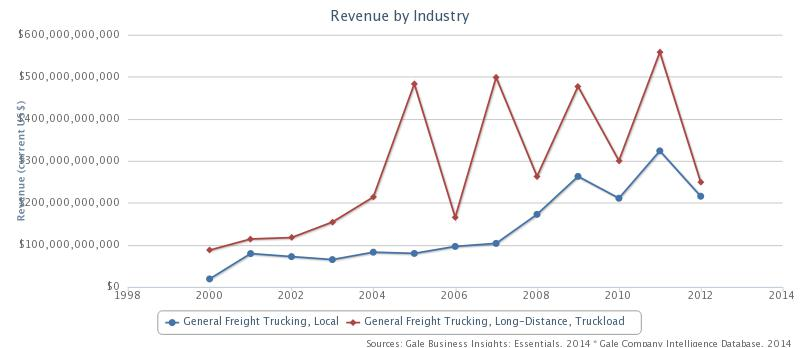 Revenue by Industry
$600,000,000,000
$500,000,000,000
$400,000,000,000
$300,000,000,000
$200,000,000,000
$100,000,000,000
$0
Revenue (current US $)
1998 2000 2002 2004 2006 2008 2010 2012 2014
General Freight Trucking, Local General Freight Trucking, Long-Distance, Truckload
Sources: Gale Business Insights: Essentials, 2014 * Gale Company Intelligence Database, 2014